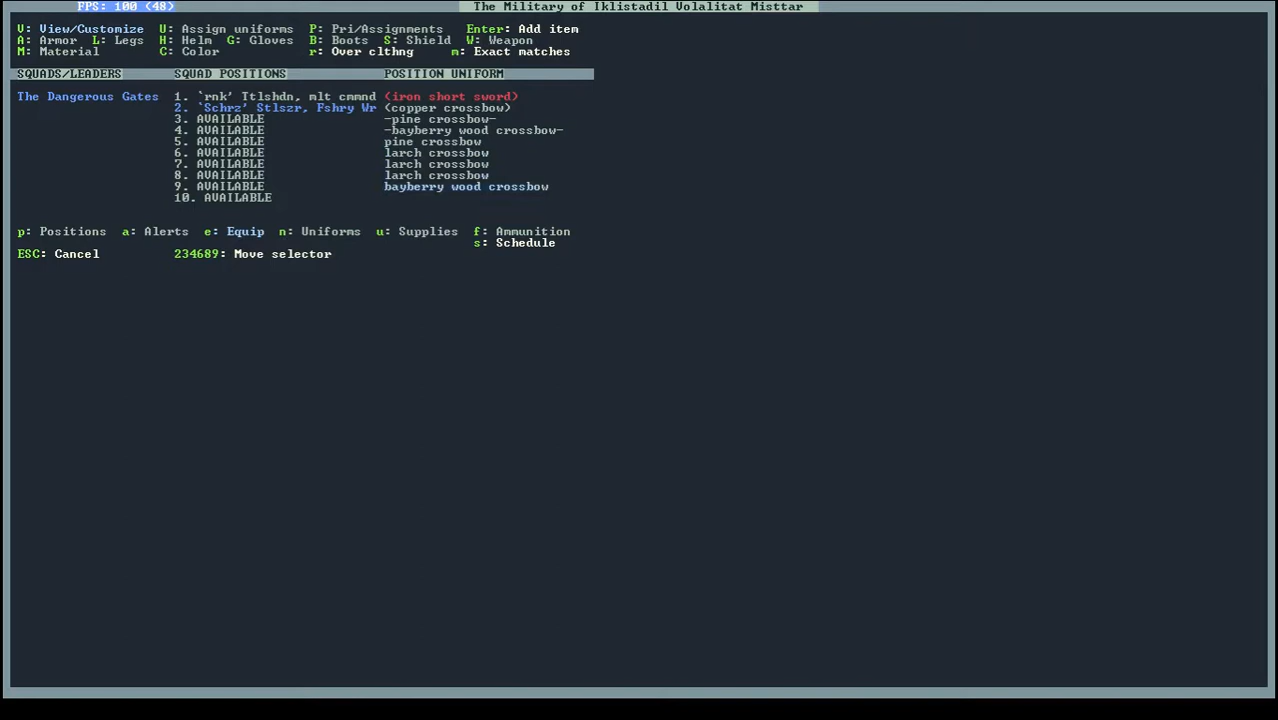 FPS: 100 (48) The Military of Iklistadil Volalitat Misttar
V: View/Customize U: Assign uniforms P: Pri/Assignments Enter: Add item
A: Armor L: Legs H: Helm G: Gloves B: Boots S: Shield W: Weapon
M: Material C: Color r: Over clthng m: Exact matches
SQUADS/LEADERS SQUAD POSITIONS POSITION UNIFORM
The Dangerous Gates 1. `rnk' Itlshdn, mlt cmmnd (iron short sword)
2. `Schrz' Stlszr, Fshry Wr (copper crossbow)
3. AVAILABLE -pine crossbow-
4. AVAILABLE -bayberry wood crossbow-
5. AVAILABLE pine crossbow
6. AVAILABLE larch crossbow
7. AVAILABLE larch crossbow
8. AVAILABLE larch crossbow
9. AVAILABLE bayberry wood crossbow
10. AVAILABLE
p: Positions a: Alerts e: Equip n: Uniforms u: Supplies f: Ammunition
s: Schedule
ESC: Cancel 234689: Move selector